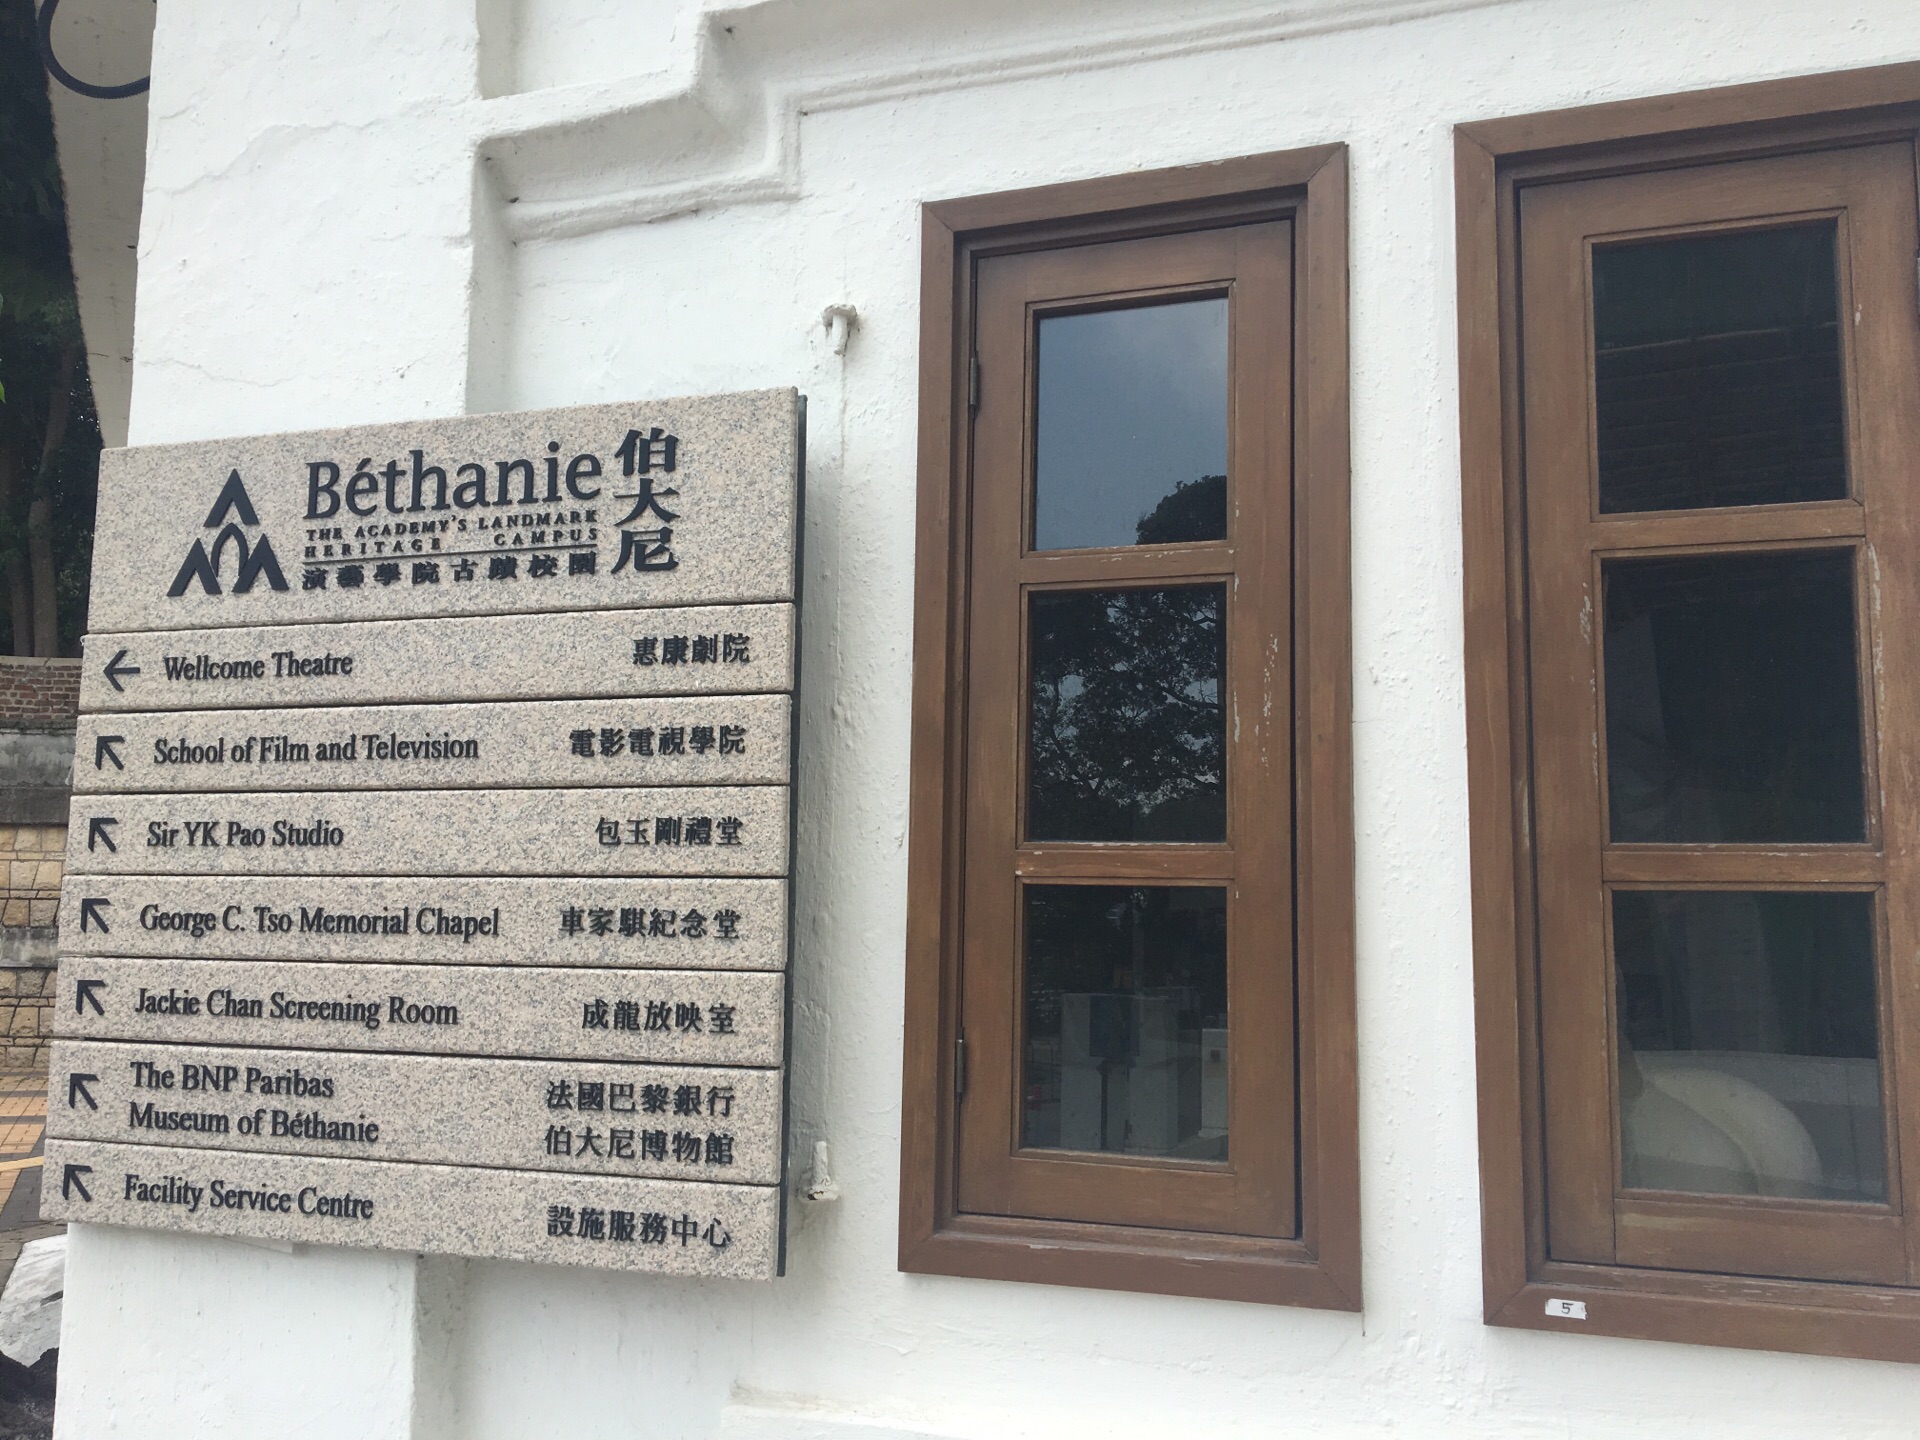 Béthanie 伯大尼
THE ACADEMY'S LANDMARK
HERITAGE CAMPUS
演藝學院古蹟校園
Wellcome Theatre 惠康劇院
School of Film and Television 電影電視學院
Sir YK Pao Studio 包玉剛禮堂
George C. Tso Memorial Chapel 車家騏紀念堂
Jackie Chan Screening Room 成龍放映室
The BNP Paribas 法國巴黎銀行
Museum of Béthanie 伯大尼博物館
Facility Service Centre 設施服務中心
5